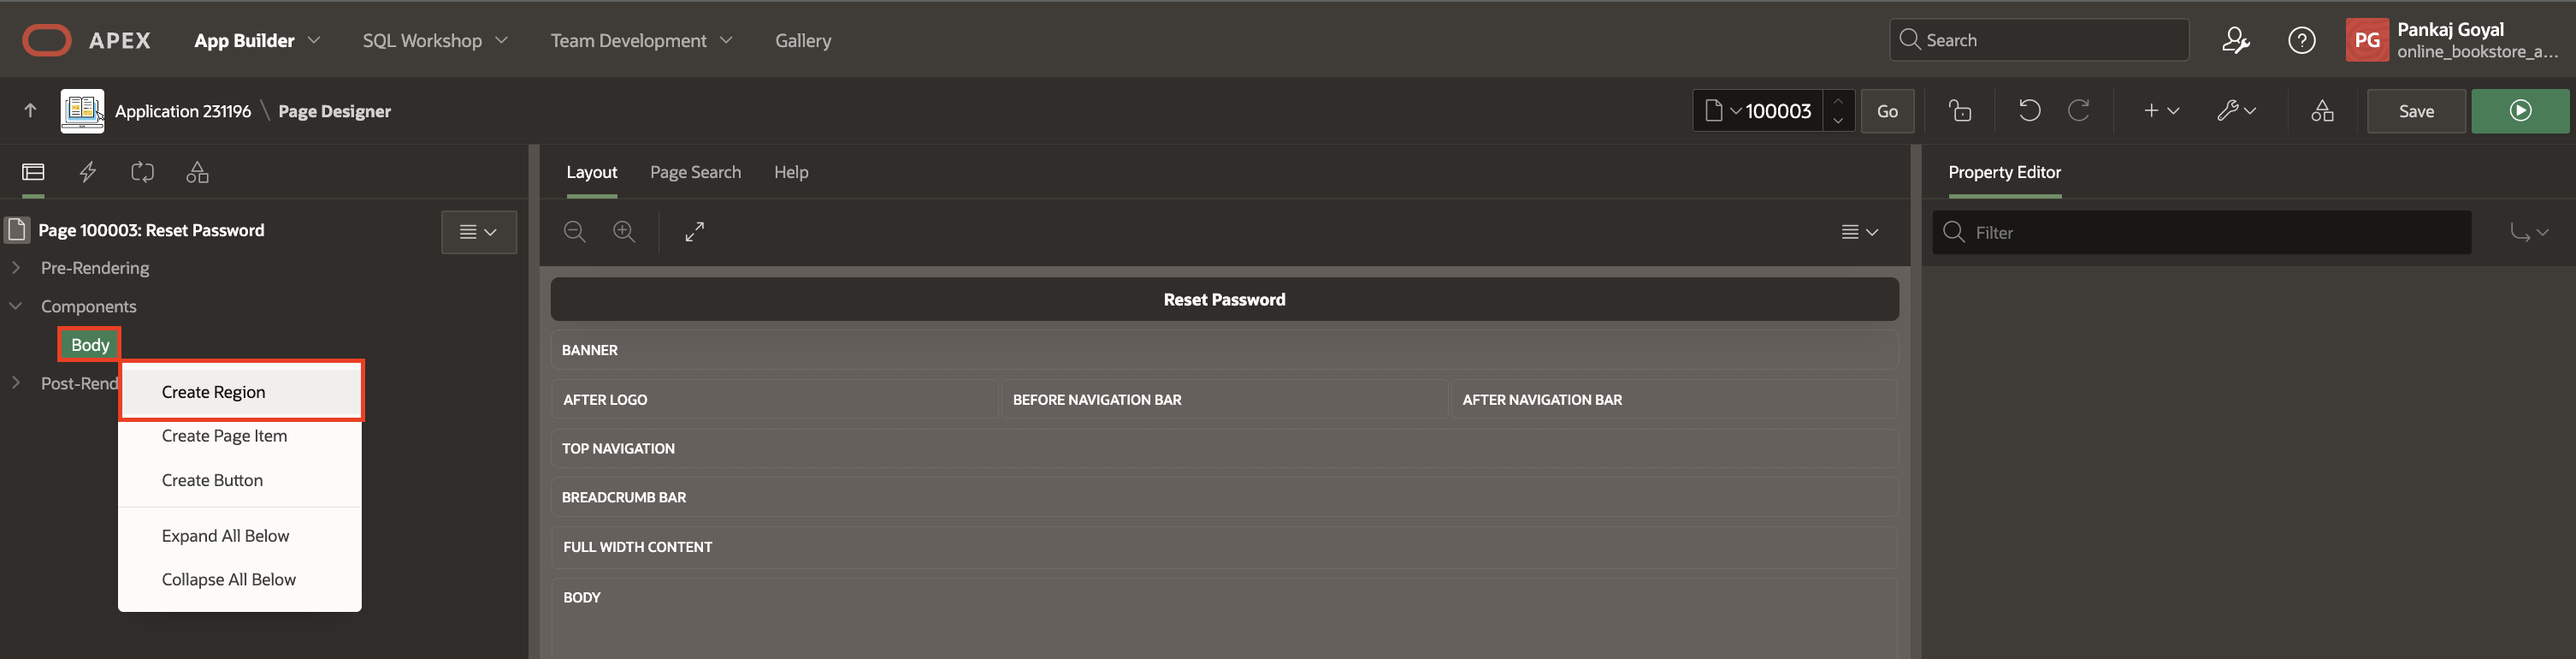 APEX App Builder SQL Workshop Team Development Gallery Search PG Pankaj Goyal
online_bookstore_a...
Application 231196 \ Page Designer 100003 Go Save
Layout Page Search Help Property Editor
Page 100003: Reset Password Filter
Pre-Rendering
Components Reset Password
Body BANNER
Post-Rend Create Region AFTER LOGO BEFORE NAVIGATION BAR AFTER NAVIGATION BAR
Create Page Item TOP NAVIGATION
Create Button BREADCRUMB BAR
Expand All Below FULL WIDTH CONTENT
Collapse All Below BODY